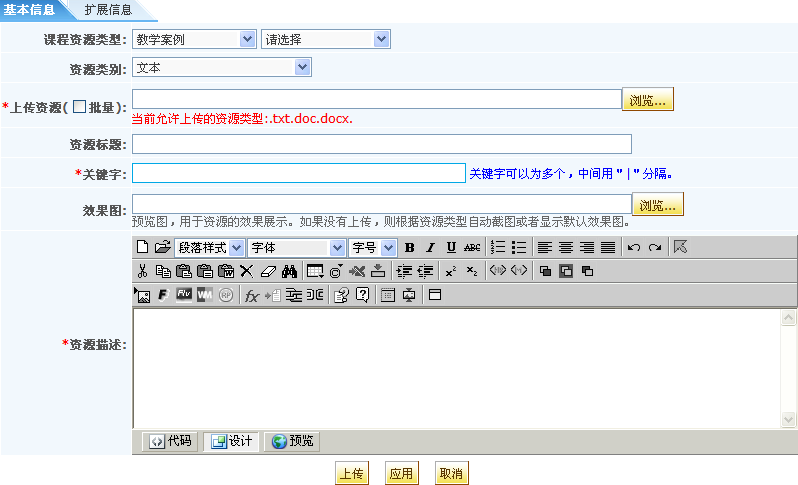 基本信息 扩展信息
课程资源类型: 教学案例 请选择
资源类别: 文本
*上传资源(批量): 浏览...
当前允许上传的资源类型:.txt.doc.docx.
资源标题:
*关键字: 关键字可以为多个，中间用"|"分隔。
效果图: 浏览...
预览图，用于资源的效果展示。如果没有上传，则根据资源类型自动截图或者显示默认效果图。
段落样式 字体 字号 B I U ABC
x² x₂
F Flv WM RP fx
*资源描述:
代码 设计 预览
上传 应用 取消